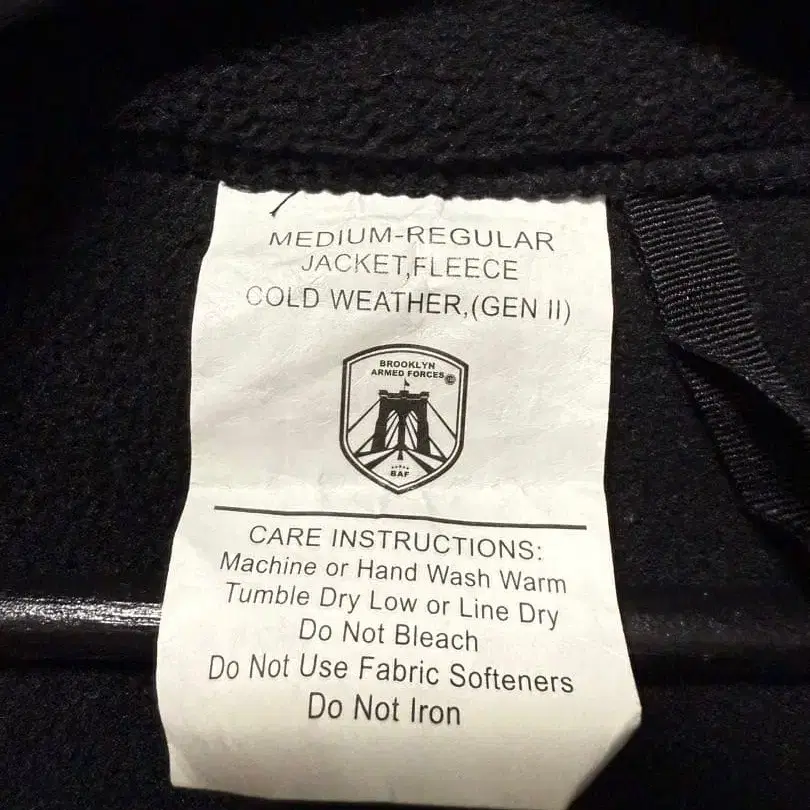 MEDIUM-REGULAR
JACKET,FLEECE
COLD WEATHER,(GEN II)
BROOKLYN
ARMED FORCES
BAF
CARE INSTRUCTIONS:
Machine or Hand Wash Warm
Tumble Dry Low or Line Dry
Do Not Bleach
Do Not Use Fabric Softeners
Do Not Iron